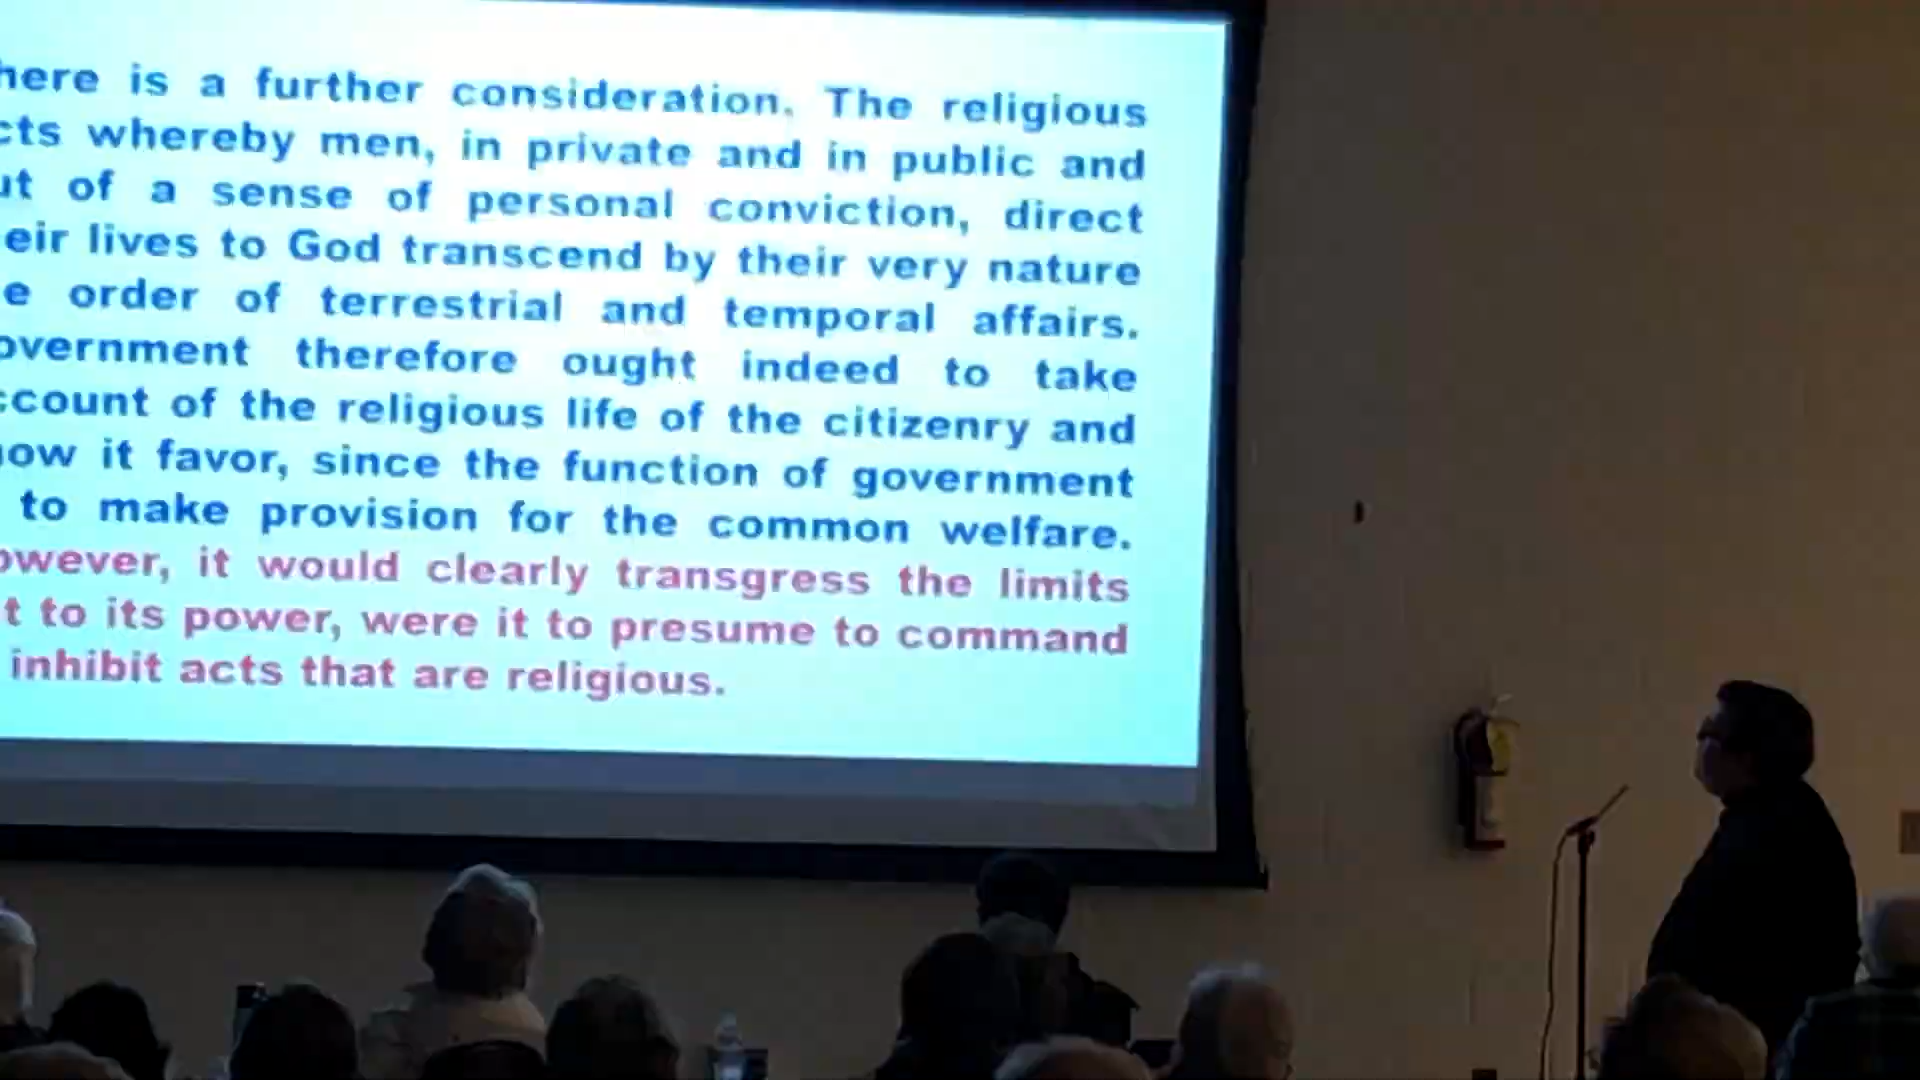 here is a further consideration. The religious
cts whereby men, in private and in public and
ut of a sense of personal conviction, direct
eir lives to God transcend by their very nature
e order of terrestrial and temporal affairs.
overnment therefore ought indeed to take
ccount of the religious life of the citizenry and
ow it favor, since the function of government
to make provision for the common welfare.
owever, it would clearly transgress the limits
t to its power, were it to presume to command
inhibit acts that are religious.